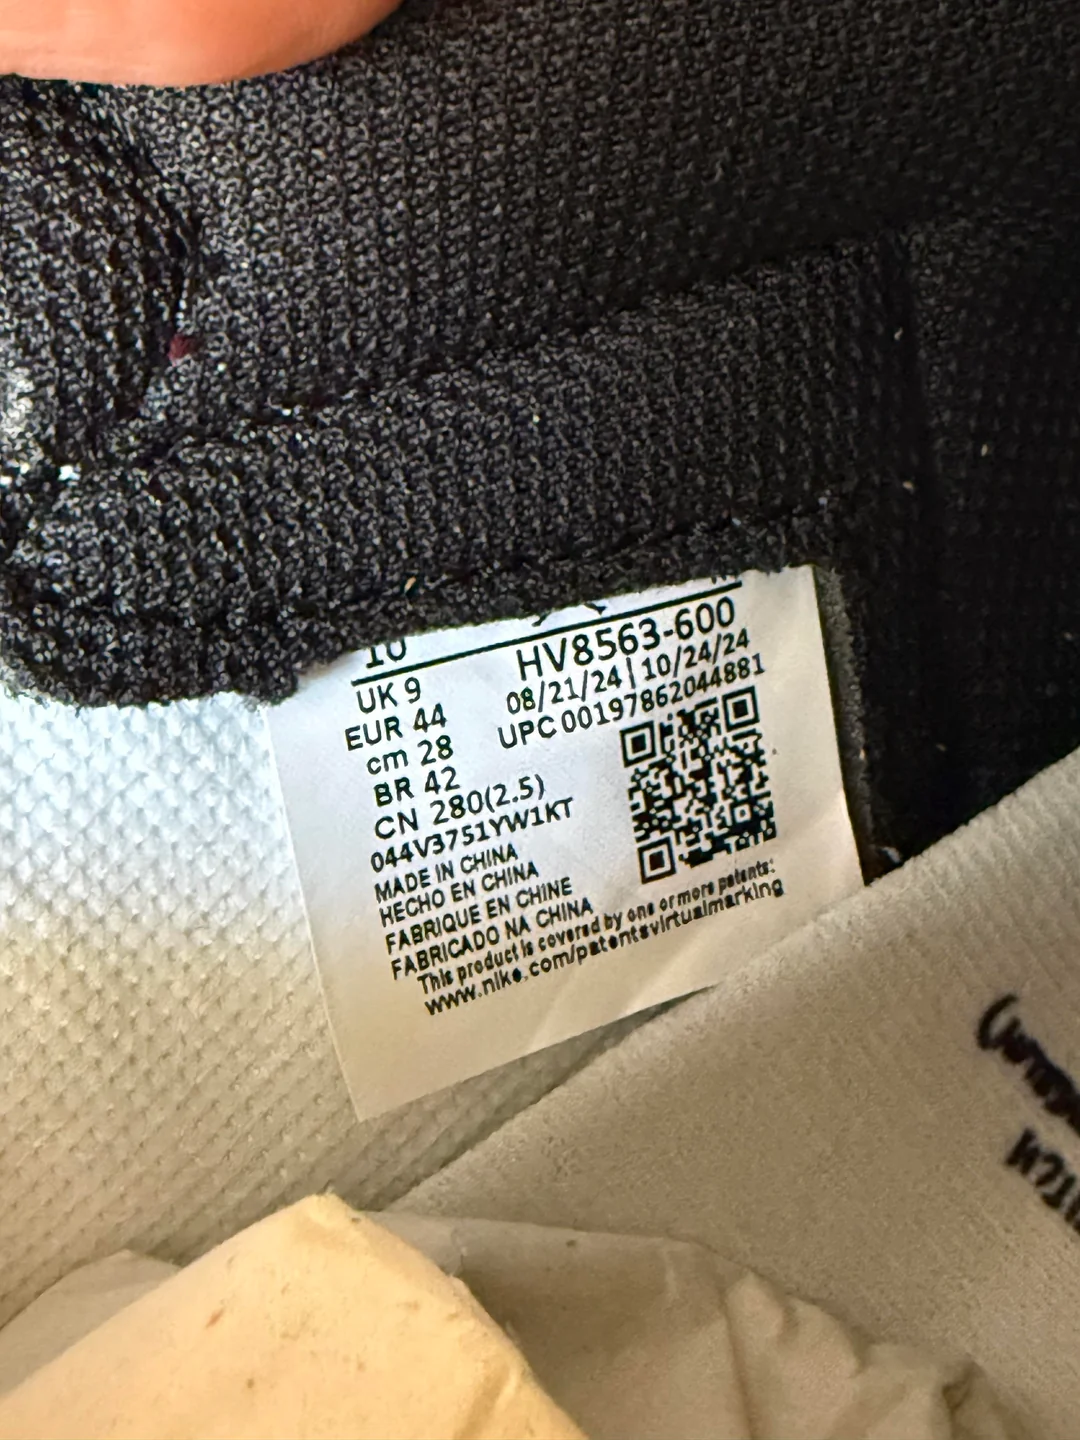 10
UK 9
EUR 44
cm 28
BR 42
CN 280(2.5)
044V3751YW1KT
HV8563-600
08/21/24 | 10/24/24
UPC 00197862044881
MADE IN CHINA
HECHO EN CHINA
FABRIQUE EN CHINE
FABRICADO NA CHINA
This product is covered by one or more patents:
www.nike.com/patentsvirtualmarking